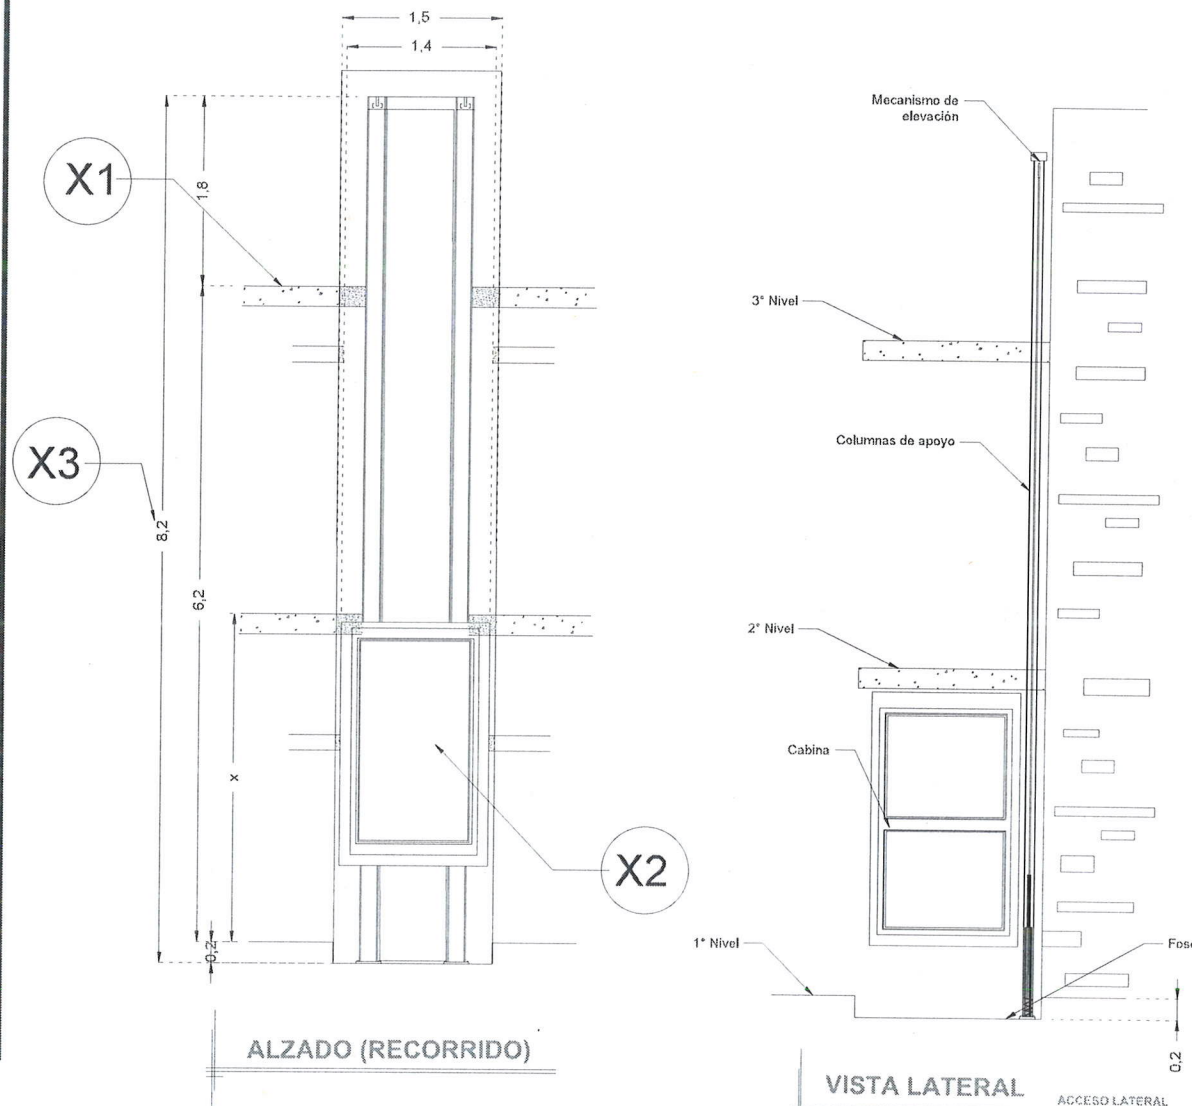 1,5
1,4
X1
1,8
X3
8,2
6,2
x
0,2
X2
ALZADO (RECORRIDO)
Mecanismo de
elevación
3° Nivel
Columnas de apoyo
2° Nivel
Cabina
1° Nivel
0,2
VISTA LATERAL
ACCESO LATERAL